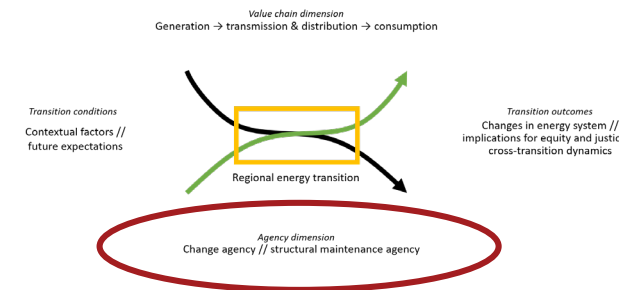 Value chain dimension
Generation → transmission & distribution → consumption
Transition conditions
Contextual factors //
future expectations
Transition outcomes
Changes in energy system //
implications for equity and justic
cross-transition dynamics
Regional energy transition
Agency dimension
Change agency // structural maintenance agency